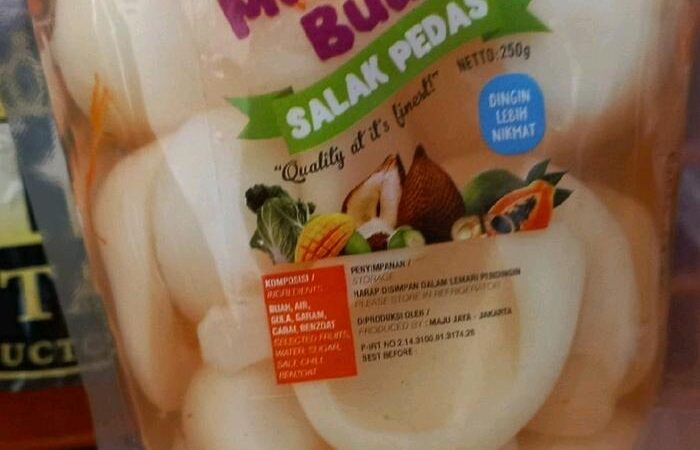 SALAK PEDAS
NETTO: 250g
"Quality at it's finest!"
DINGIN
LEBIH
NIKMAT
KOMPOSISI /
INGREDIENTS
BUAH, AIR,
GULA, GARAM,
CABAI, BENZOAT
SELECTED FRUITS,
WATER, SUGAR,
SALT, CHILI
BENZOAT
PENYIMPANAN /
STORAGE
HARAP DISIMPAN DALAM LEMARI PENDINGIN
PLEASE STORE IN REFRIGERATOR
DIPRODUKSI OLEH /
PRODUCED BY : MAJU JAYA - JAKARTA
P-IRT NO 2.14.3100.01.3174.26
BEST BEFORE :
T
UCT